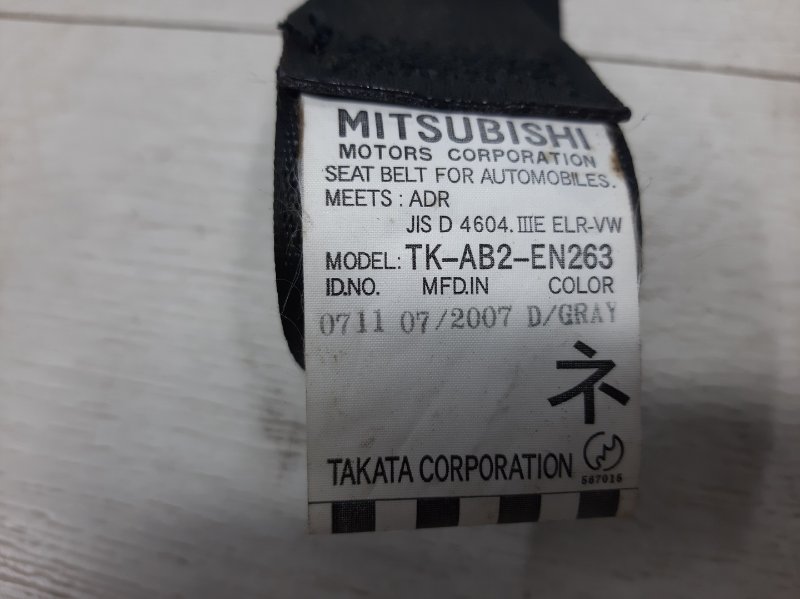 MITSUBISHI
MOTORS CORPORATION
SEAT BELT FOR AUTOMOBILES.
MEETS : ADR
JIS D 4604. IIIE ELR-VW
MODEL: TK-AB2-EN263
ID.NO. MFD.IN COLOR
0711 07/2007 D/GRAY
ネ
TAKATA CORPORATION
567016